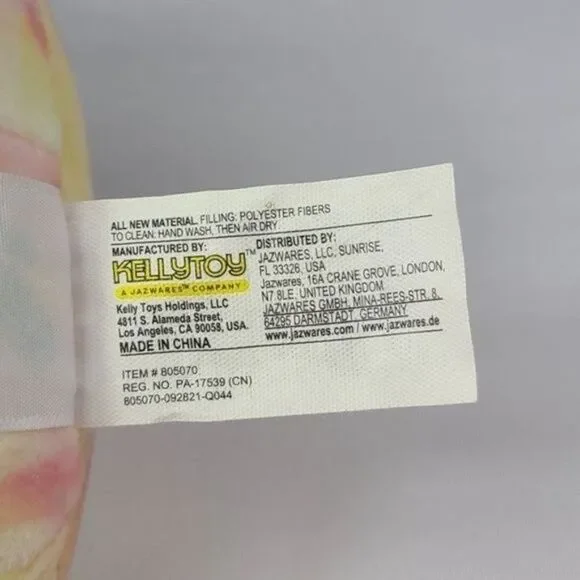 ALL NEW MATERIAL. FILLING: POLYESTER FIBERS
TO CLEAN: HAND WASH, THEN AIR DRY
MANUFACTURED BY:
KELLYTOY™
A JAZWARES™ COMPANY
Kelly Toys Holdings, LLC
4811 S. Alameda Street,
Los Angeles, CA 90058, USA.
MADE IN CHINA
DISTRIBUTED BY:
JAZWARES, LLC, SUNRISE,
FL 33326, USA
Jazwares, 16A CRANE GROVE, LONDON,
N7 8LE, UNITED KINGDOM
JAZWARES GMBH, MINA-REES-STR. 8,
64295 DARMSTADT, GERMANY
www.jazwares.com / www.jazwares.de
ITEM # 805070
REG. NO. PA-17539 (CN)
805070-092821-Q044